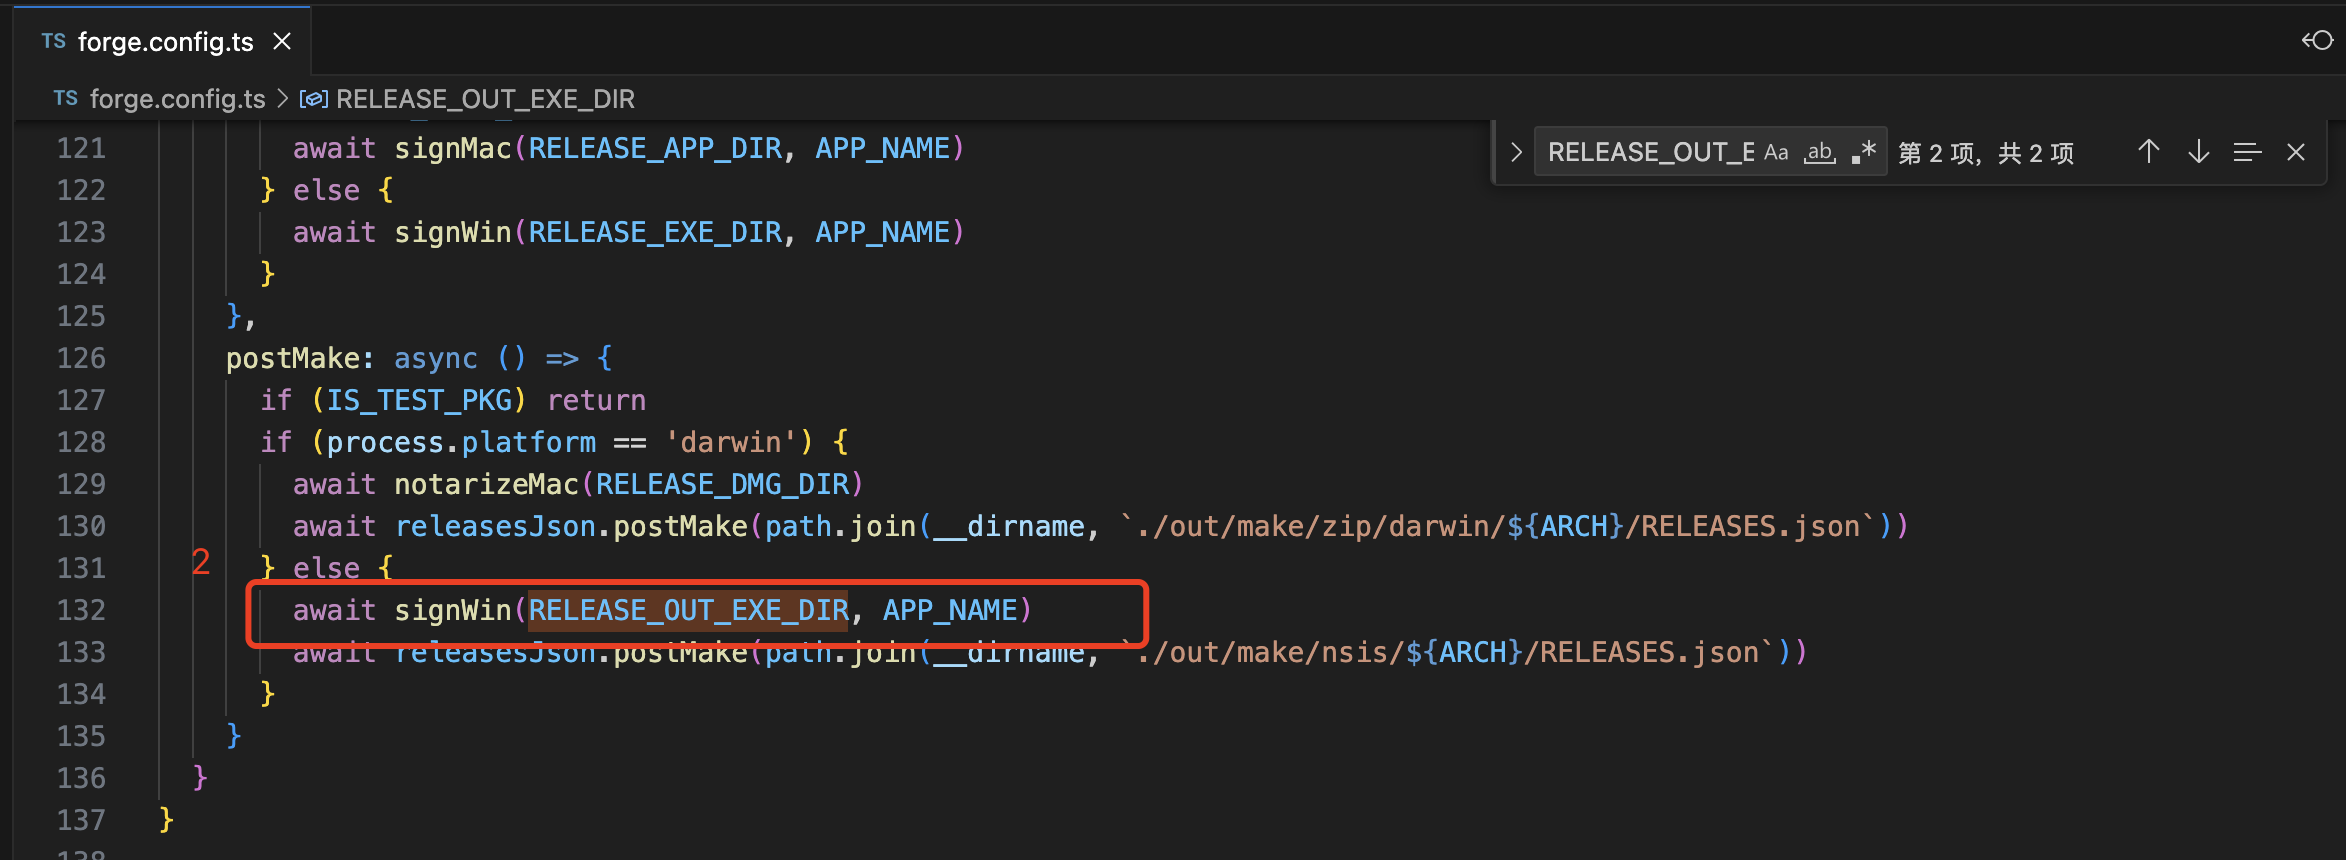 TS forge.config.ts
TS forge.config.ts > RELEASE_OUT_EXE_DIR
RELEASE_OUT_E Aa ab .* 第 2 项，共 2 项
121 await signMac(RELEASE_APP_DIR, APP_NAME)
122 } else {
123 await signWin(RELEASE_EXE_DIR, APP_NAME)
124 }
125 },
126 postMake: async () => {
127 if (IS_TEST_PKG) return
128 if (process.platform == 'darwin') {
129 await notarizeMac(RELEASE_DMG_DIR)
130 await releasesJson.postMake(path.join(__dirname, `./out/make/zip/darwin/${ARCH}/RELEASES.json`))
131 2 } else {
132 await signWin(RELEASE_OUT_EXE_DIR, APP_NAME)
133 await releasesJson.postMake(path.join(__dirname, `./out/make/nsis/${ARCH}/RELEASES.json`))
134 }
135 }
136 }
137 }
138